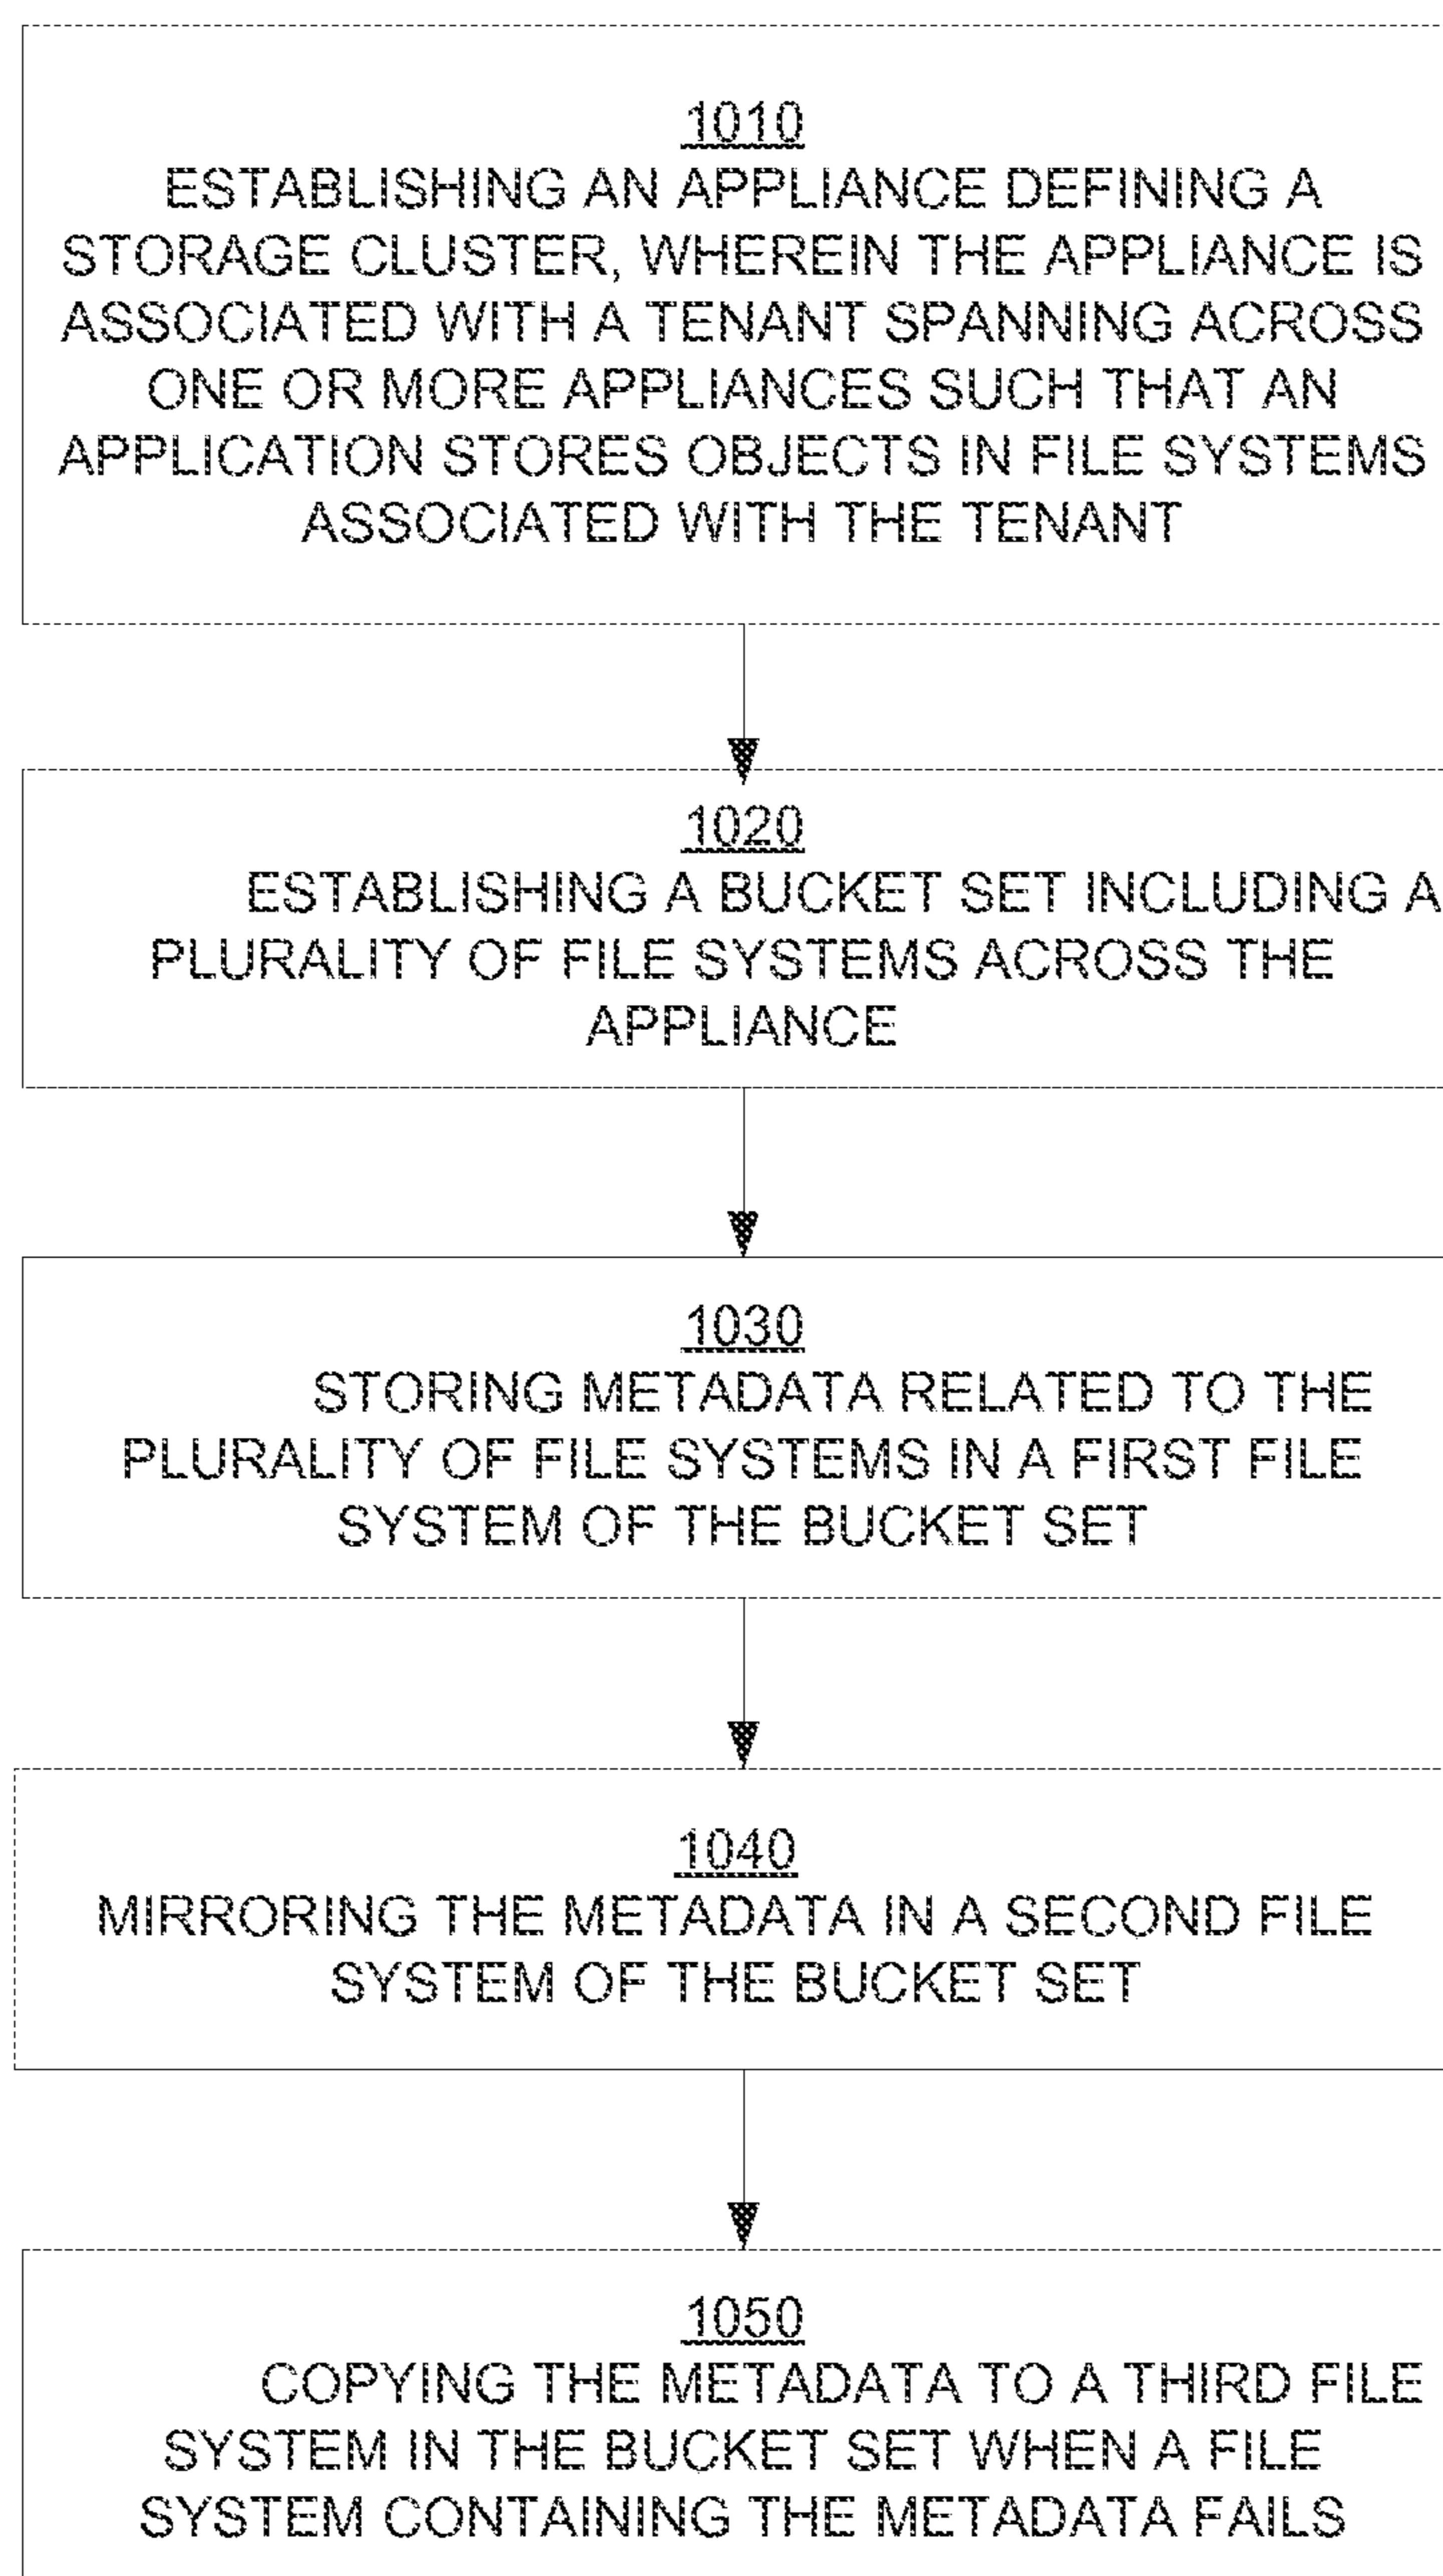 1010
ESTABLISHING AN APPLIANCE DEFINING A
STORAGE CLUSTER, WHEREIN THE APPLIANCE IS
ASSOCIATED WITH A TENANT SPANNING ACROSS
ONE OR MORE APPLIANCES SUCH THAT AN
APPLICATION STORES OBJECTS IN FILE SYSTEMS
ASSOCIATED WITH THE TENANT
1020
ESTABLISHING A BUCKET SET INCLUDING A
PLURALITY OF FILE SYSTEMS ACROSS THE
APPLIANCE
1030
STORING METADATA RELATED TO THE
PLURALITY OF FILE SYSTEMS IN A FIRST FILE
SYSTEM OF THE BUCKET SET
1040
MIRRORING THE METADATA IN A SECOND FILE
SYSTEM OF THE BUCKET SET
1050
COPYING THE METADATA TO A THIRD FILE
SYSTEM IN THE BUCKET SET WHEN A FILE
SYSTEM CONTAINING THE METADATA FAILS